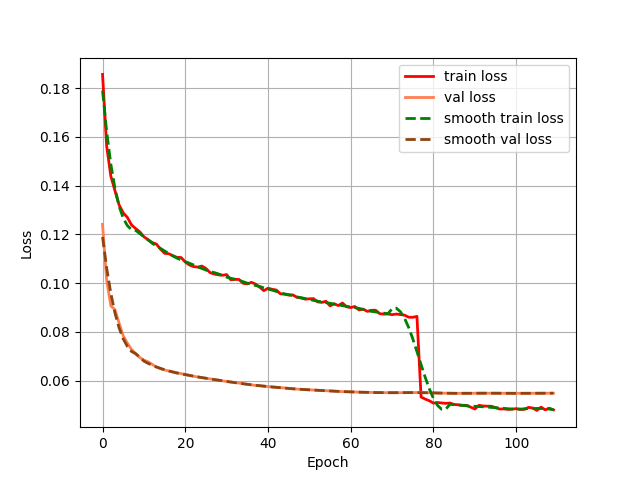 train loss
val loss
smooth train loss
smooth val loss
0.18
0.16
0.14
0.12
0.10
0.08
0.06
Loss
0 20 40 60 80 100
Epoch